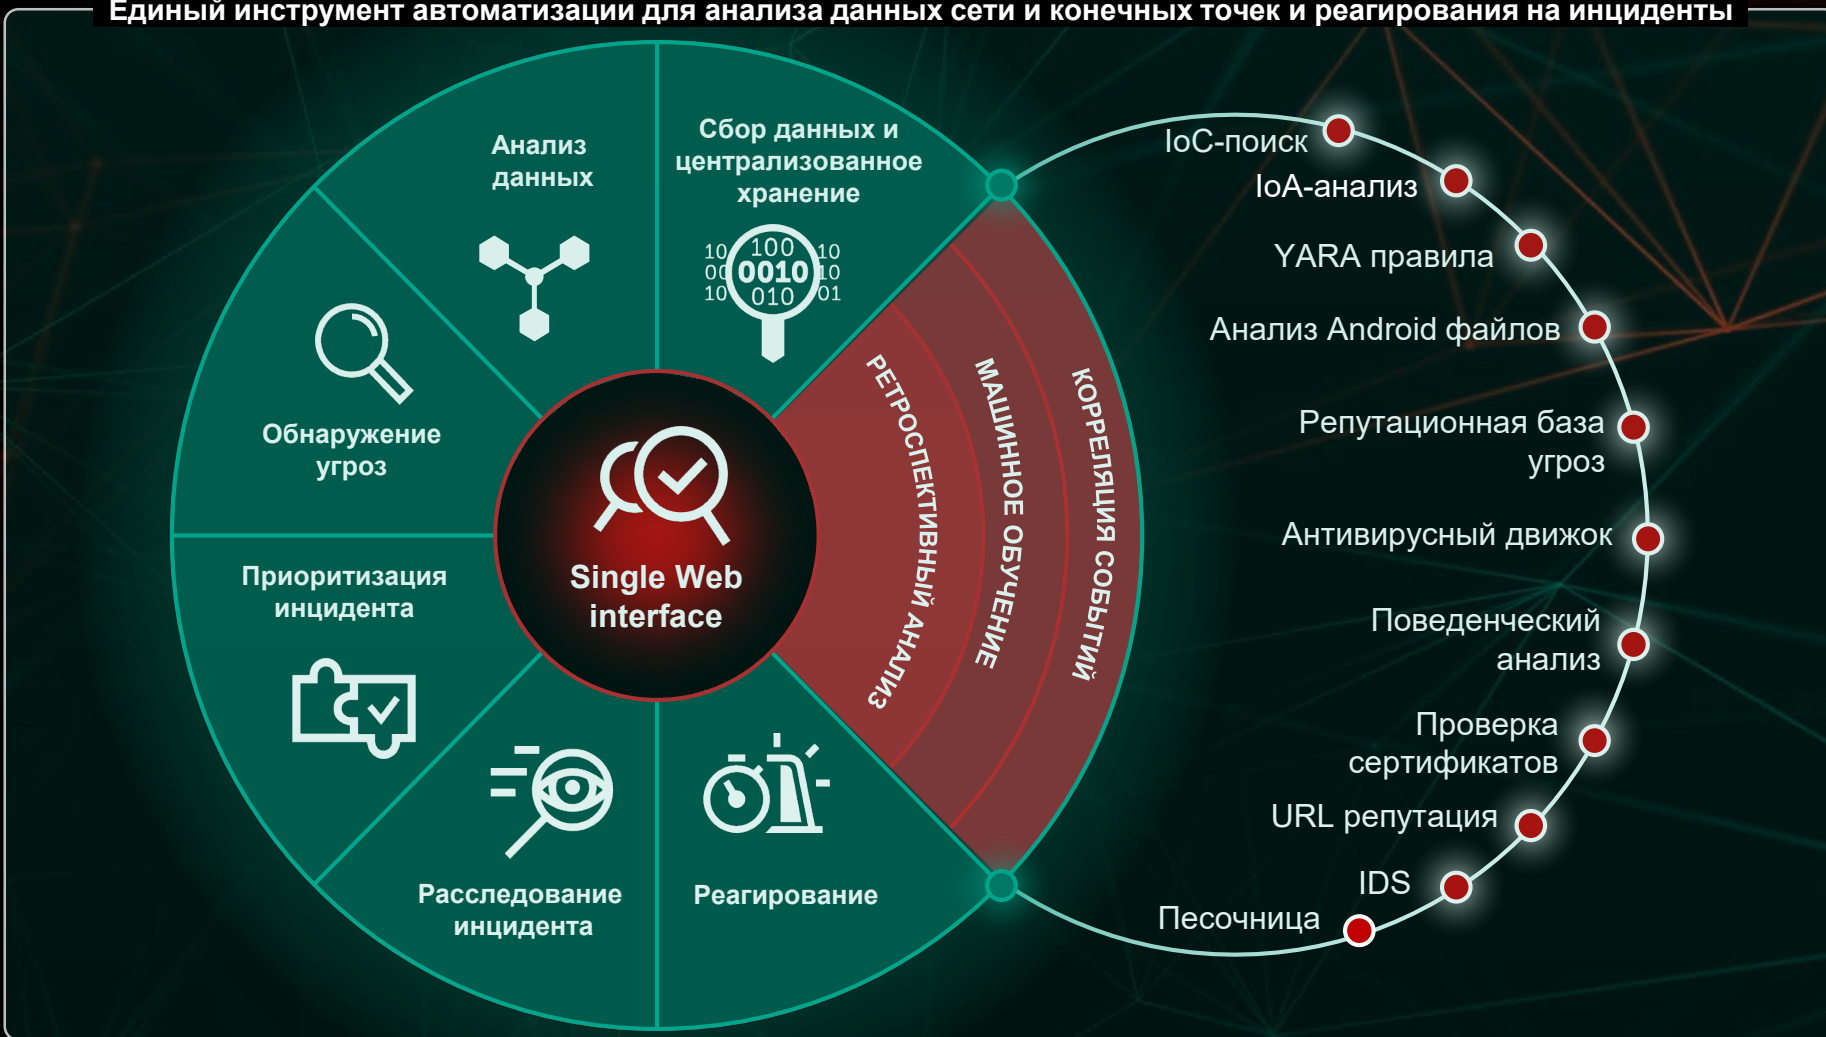 Единый инструмент автоматизации для анализа данных сети и конечных точек и реагирования на инциденты
Анализ
данных
Сбор данных и
централизованное
хранение
10 100 10
00 0010 10
10 010 01
Обнаружение
угроз
Приоритизация
инцидента
Расследование
инцидента
Реагирование
Single Web
interface
РЕТРОСПЕКТИВНЫЙ АНАЛИЗ
МАШИННОЕ ОБУЧЕНИЕ
КОРРЕЛЯЦИЯ СОБЫТИЙ
IoC-поиск
IoA-анализ
YARA правила
Анализ Android файлов
Репутационная база
угроз
Антивирусный движок
Поведенческий
анализ
Проверка
сертификатов
URL репутация
IDS
Песочница